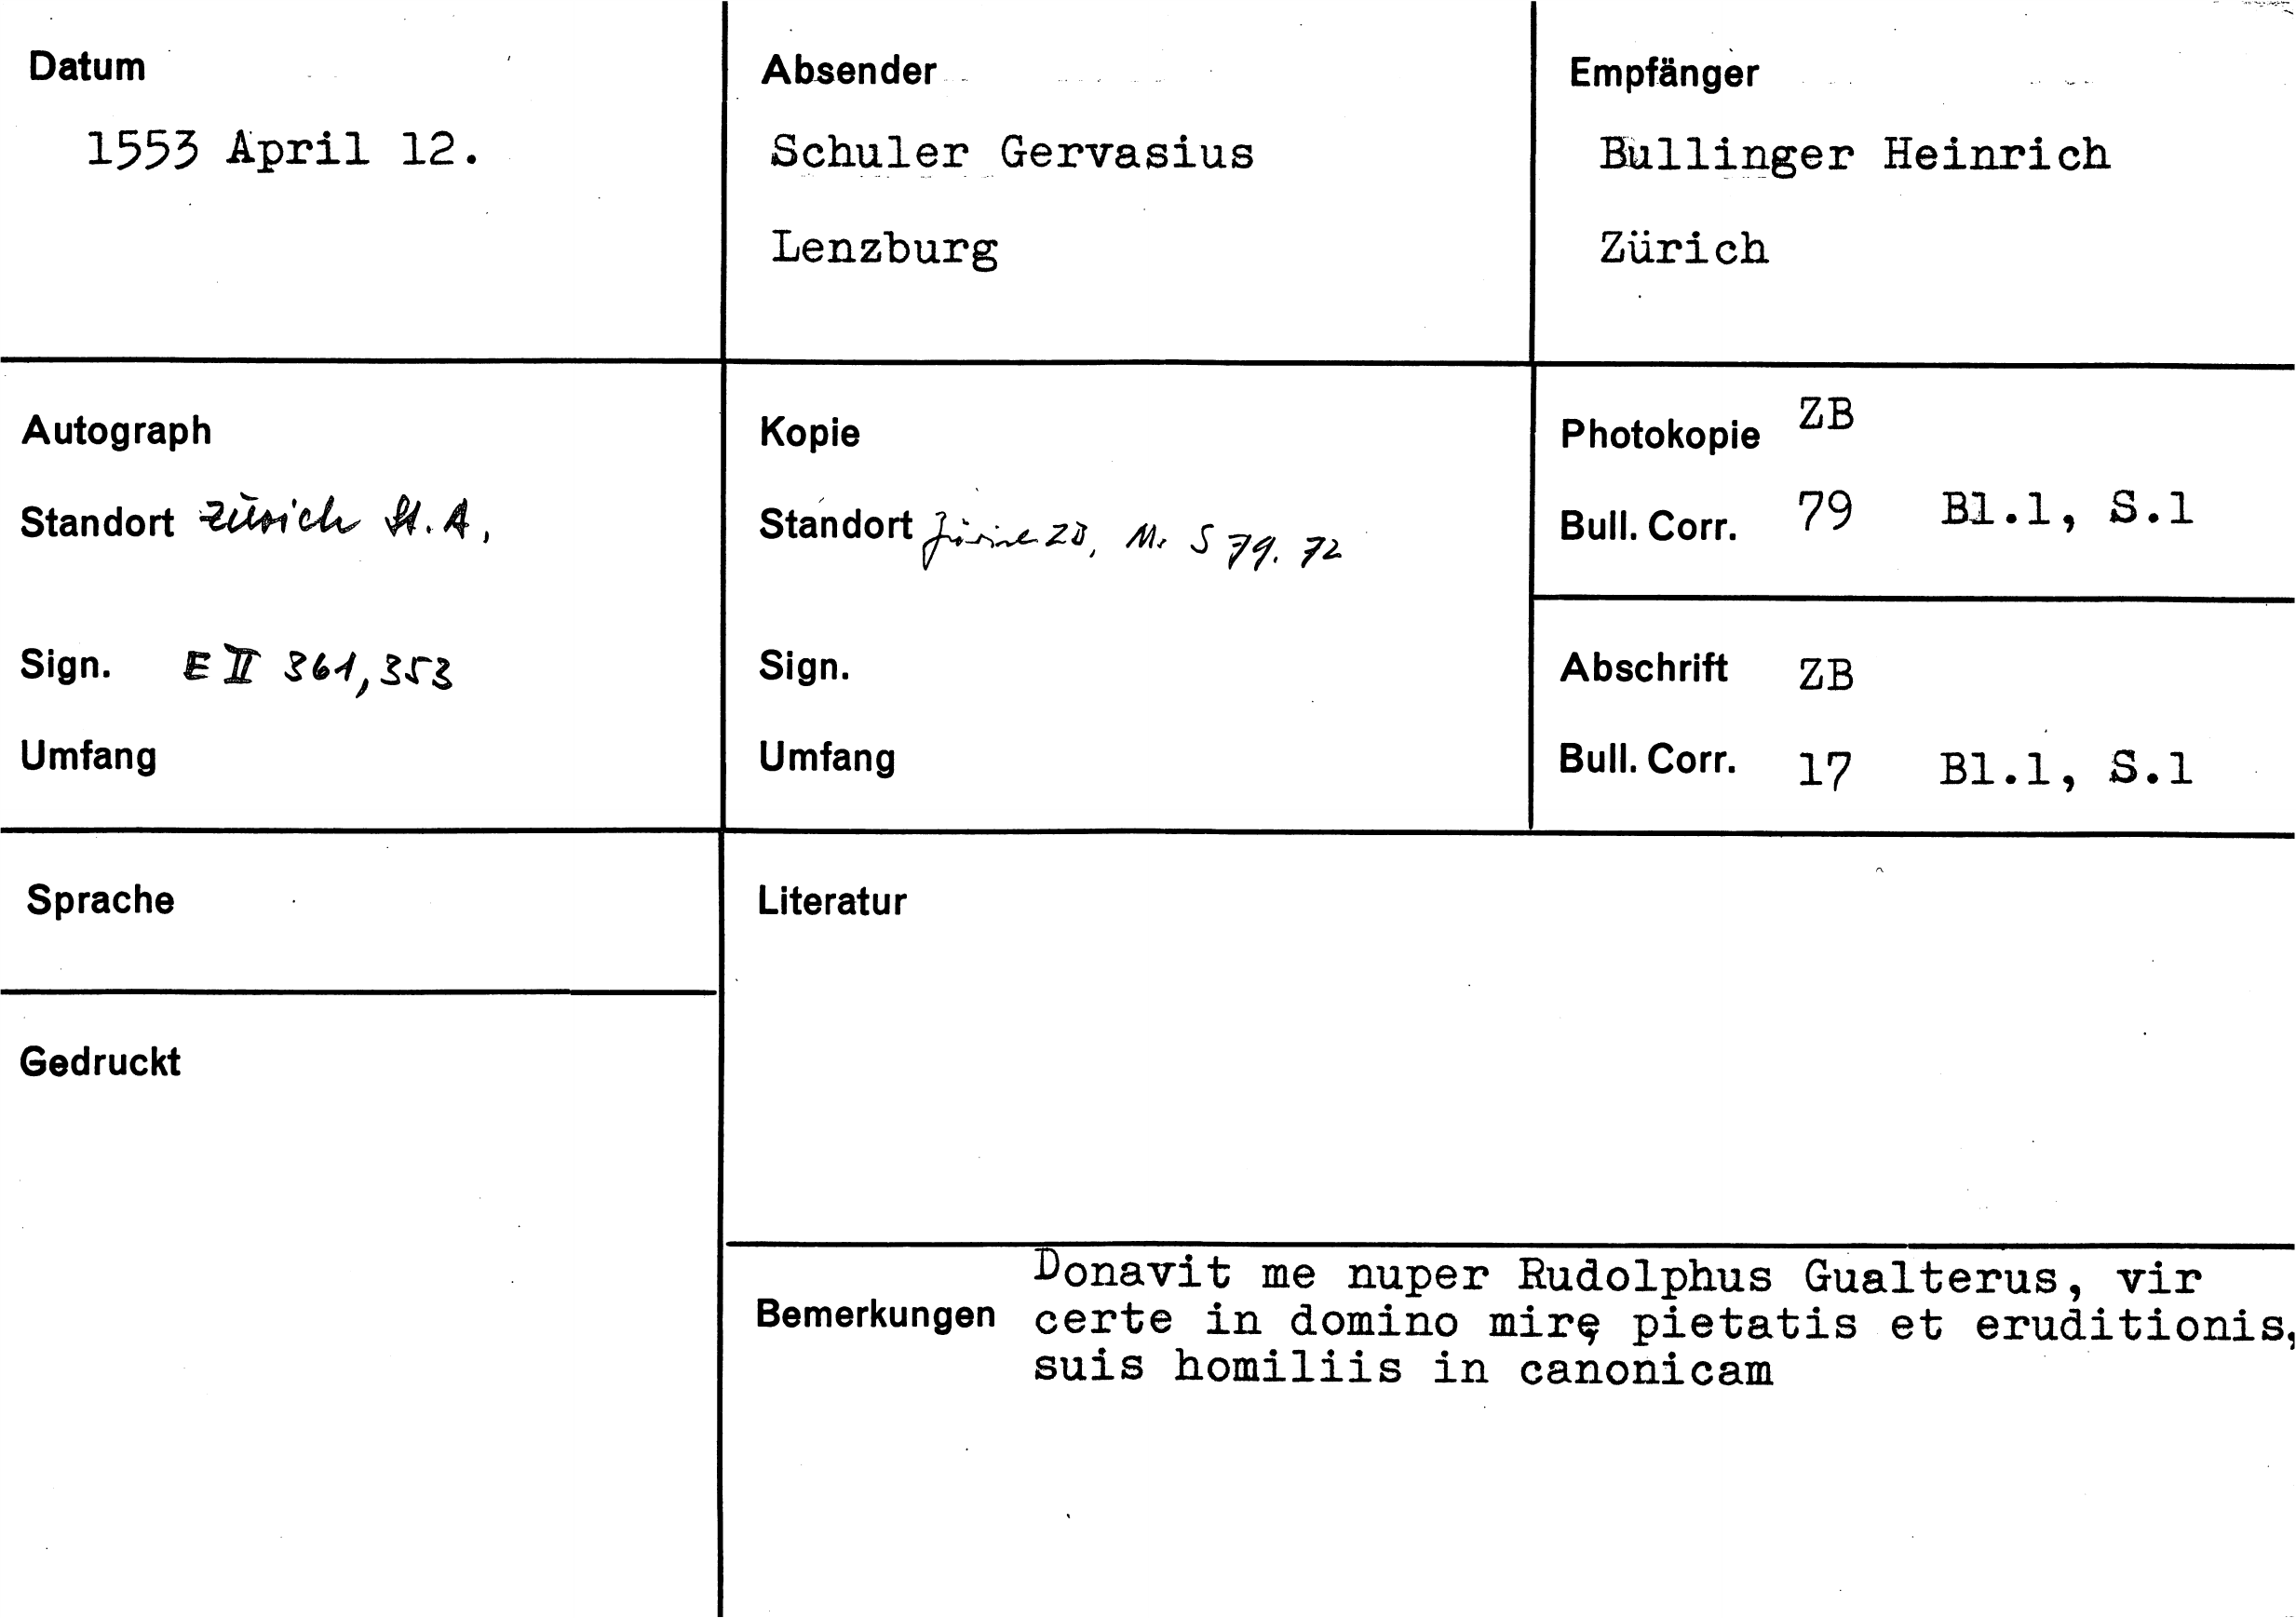 Datum
1553 April 12.
Absender
Schuler Gervasius
Lenzburg
Empfänger
Bullinger Heinrich
Zürich
Autograph
Standort Zürich St. A,
Sign. E II 361, 353
Umfang
Kopie
Standort Zürich ZB, Ms S 79. 72
Sign.
Umfang
Photokopie ZB
Bull. Corr. 79 Bl.1, S.1
Abschrift ZB
Bull. Corr. 17 Bl.1, S.1
Sprache
Gedruckt
Literatur
Bemerkungen
Donavit me nuper Rudolphus Gualterus, vir
certe in domino mirę pietatis et eruditionis,
suis homiliis in canonicam